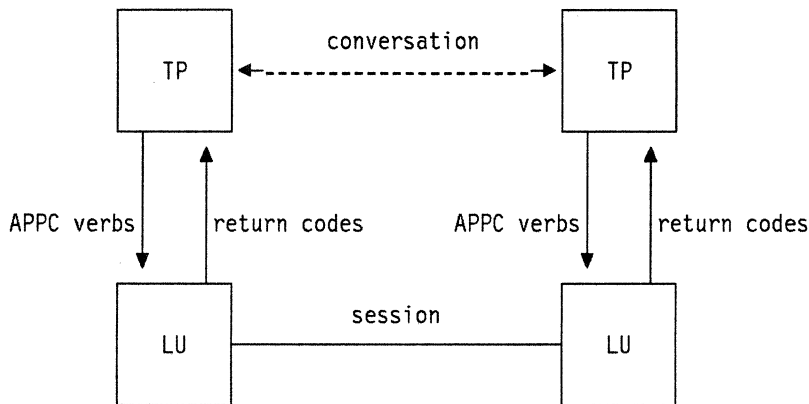 conversation
TP
TP
APPC verbs
return codes
APPC verbs
return codes
session
LU
LU